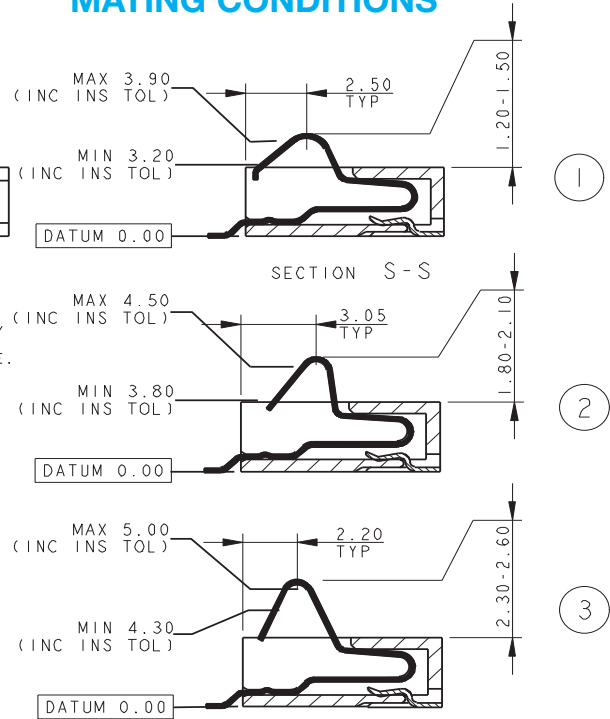 MATING CONDITIONS
MAX 3.90
(INC INS TOL)
2.50
TYP
1.20-1.50
MIN 3.20
(INC INS TOL)
DATUM 0.00
1
SECTION S-S
MAX 4.50
(INC INS TOL)
3.05
TYP
1.80-2.10
E.
MIN 3.80
(INC INS TOL)
DATUM 0.00
2
MAX 5.00
(INC INS TOL)
2.20
TYP
2.30-2.60
MIN 4.30
(INC INS TOL)
DATUM 0.00
3